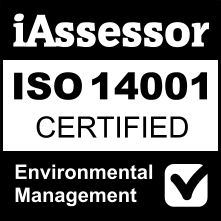 iAssessor
ISO 14001
CERTIFIED
Environmental
Management